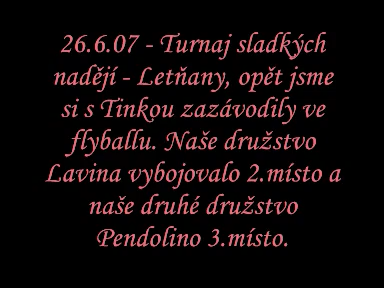 26.6.07 - Turnaj sladkých
nadějí - Letňany, opět jsme
si s Tinkou zazávodily ve
flyballu. Naše družstvo
Lavina vybojovalo 2.místo a
naše druhé družstvo
Pendolino 3.místo.